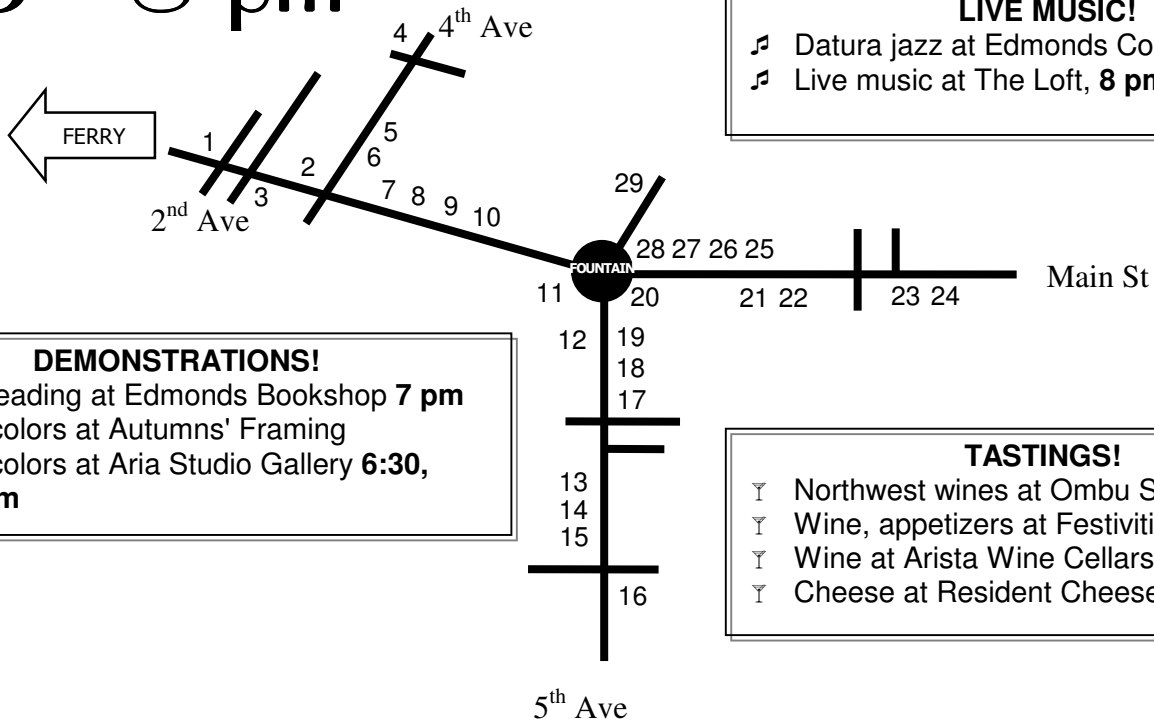 pm
4 4th Ave
LIVE MUSIC!
♬ Datura jazz at Edmonds Co
♬ Live music at The Loft, 8 pm
FERRY
1
2
3
5
6
7 8 9 10
2nd Ave
29
28 27 26 25
FOUNTAIN
Main St
11
20
21 22
23 24
12
19
18
17
DEMONSTRATIONS!
eading at Edmonds Bookshop 7 pm
colors at Autumns' Framing
colors at Aria Studio Gallery 6:30,
m
13
14
15
16
TASTINGS!
Northwest wines at Ombu S
Wine, appetizers at Festiviti
Wine at Arista Wine Cellars
Cheese at Resident Cheese
5th Ave